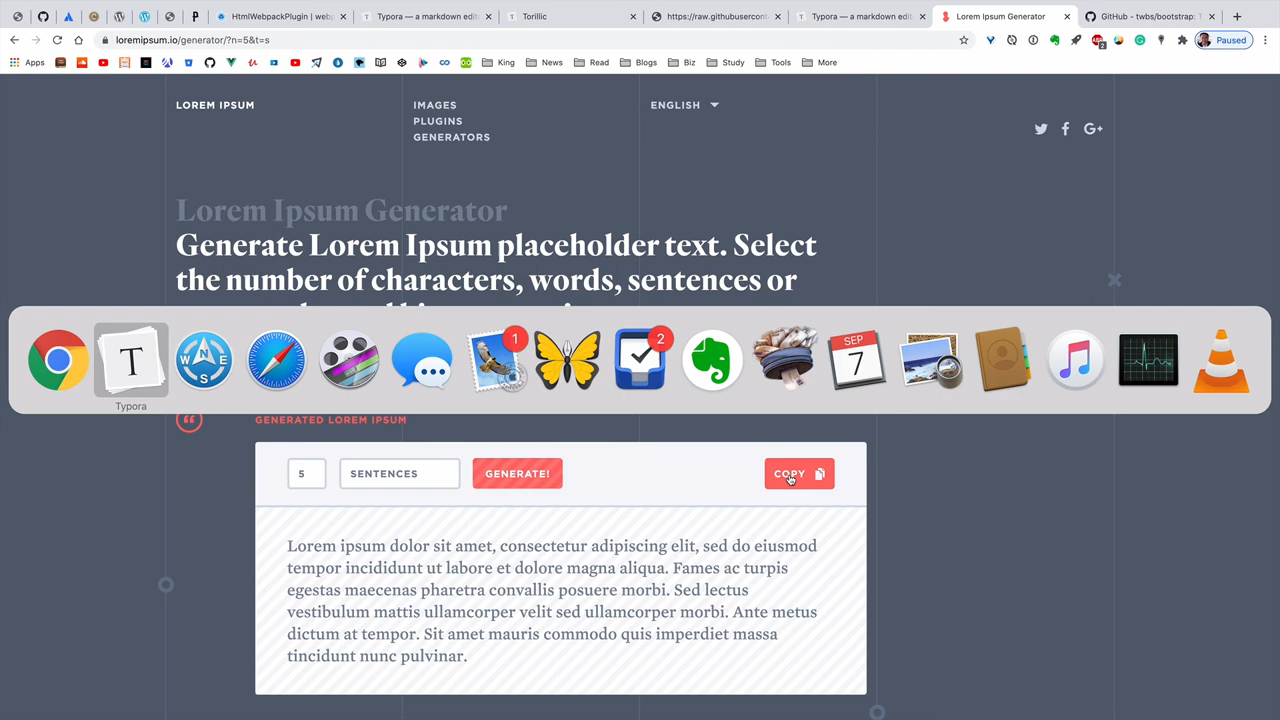 HtmlWebpackPlugin | webp
Typora — a markdown edit
Torillic
https://raw.githubusercont
Typora — a markdown edi
Lorem Ipsum Generator
GitHub - twbs/bootstrap: T
loremipsum.io/generator/?n=5&t=s
2
Paused
Apps
King
News
Read
Blogs
Biz
Study
Tools
More
LOREM IPSUM
IMAGES
PLUGINS
GENERATORS
ENGLISH
Lorem Ipsum Generator
Generate Lorem Ipsum placeholder text. Select
the number of characters, words, sentences or
T
N
W E
S
1
2
SEP
7
Typora
GENERATED LOREM IPSUM
5
SENTENCES
GENERATE!
COPY
Lorem ipsum dolor sit amet, consectetur adipiscing elit, sed do eiusmod
tempor incididunt ut labore et dolore magna aliqua. Fames ac turpis
egestas maecenas pharetra convallis posuere morbi. Sed lectus
vestibulum mattis ullamcorper velit sed ullamcorper morbi. Ante metus
dictum at tempor. Sit amet mauris commodo quis imperdiet massa
tincidunt nunc pulvinar.